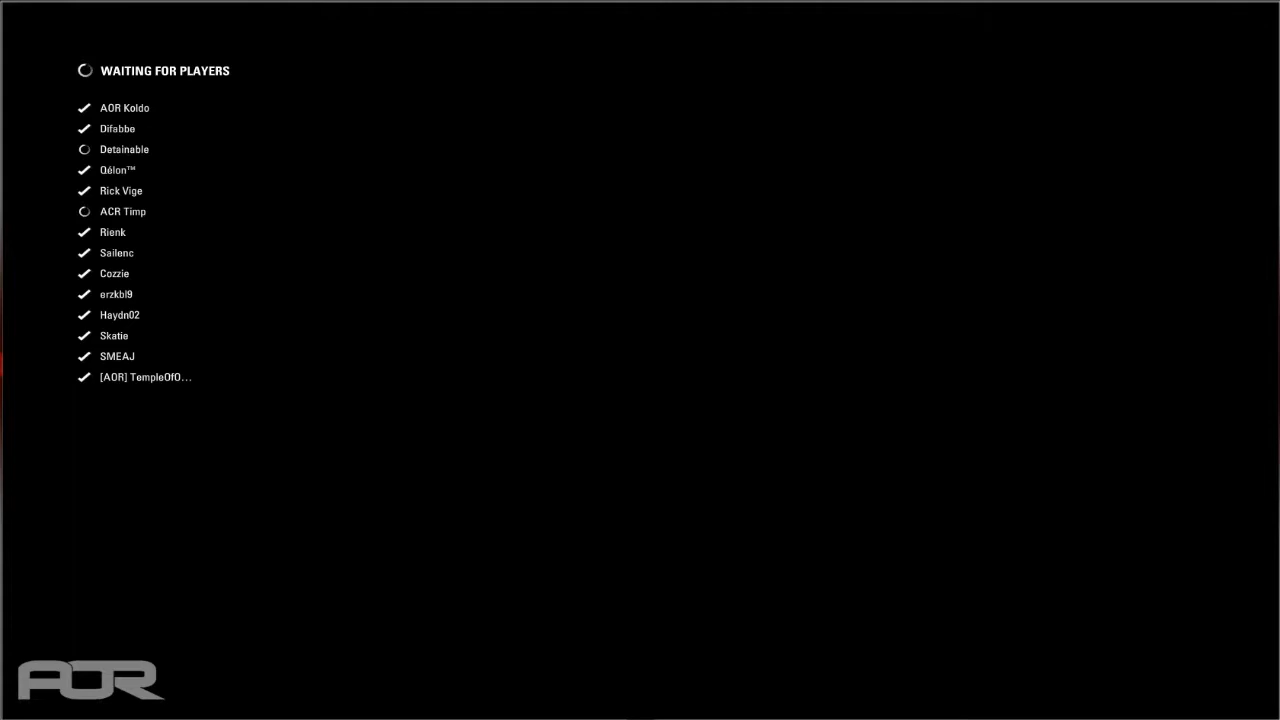 WAITING FOR PLAYERS
AOR Koldo
Difabbe
Detainable
Qélon™
Rick Vige
ACR Timp
Rienk
Sailenc
Cozzie
erzkbl9
Haydn02
Skatie
SMEAJ
[AOR] TempleOfO...
AOR